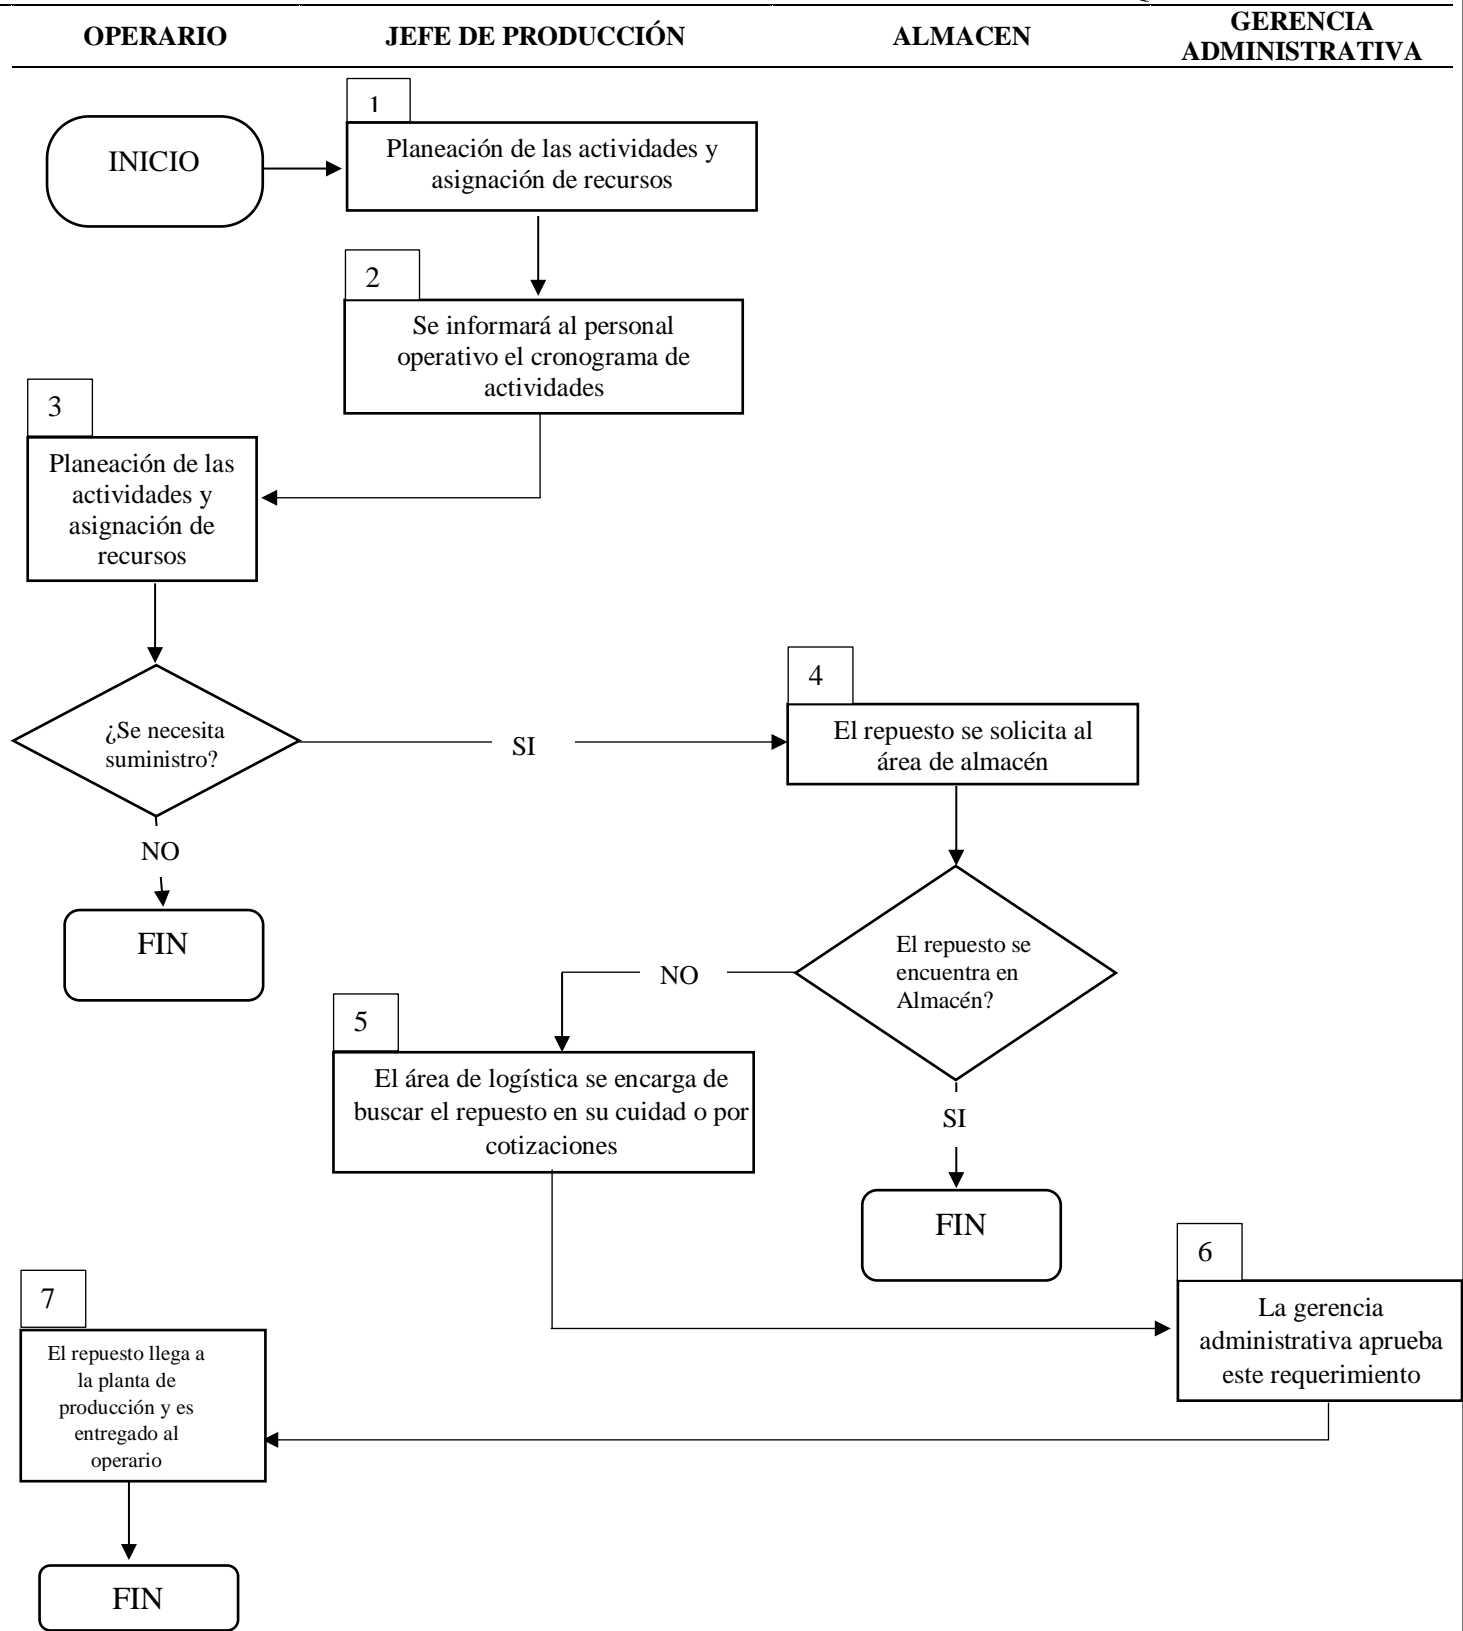 OPERARIO
JEFE DE PRODUCCIÓN
ALMACEN
GERENCIA
ADMINISTRATIVA
1
INICIO
Planeación de las actividades y
asignación de recursos
2
Se informará al personal
operativo el cronograma de
actividades
3
Planeación de las
actividades y
asignación de
recursos
¿Se necesita
suministro?
SI
4
El repuesto se solicita al
área de almacén
NO
FIN
El repuesto se
encuentra en
Almacén?
NO
5
El área de logística se encarga de
buscar el repuesto en su cuidad o por
cotizaciones
SI
FIN
6
La gerencia
administrativa aprueba
este requerimiento
7
El repuesto llega a
la planta de
producción y es
entregado al
operario
FIN